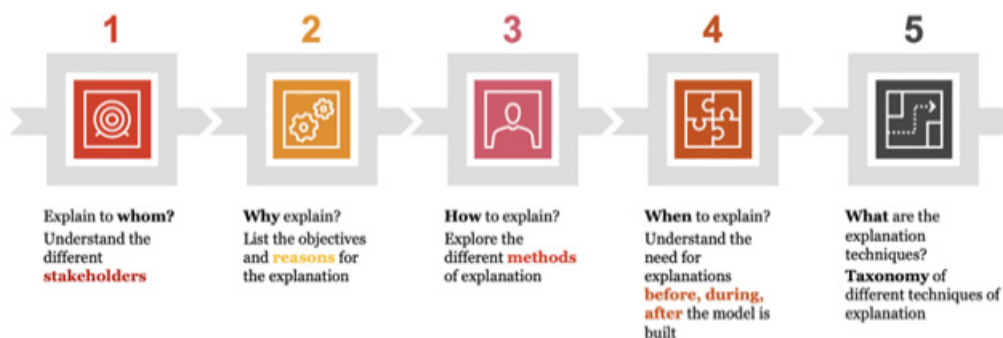 1
2
3
4
5
Explain to whom?
Understand the
different
stakeholders
Why explain?
List the objectives
and reasons for
the explanation
How to explain?
Explore the
different methods
of explanation
When to explain?
Understand the
need for
explanations
before, during,
after the model is
built
What are the
explanation
techniques?
Taxonomy of
different techniques of
explanation